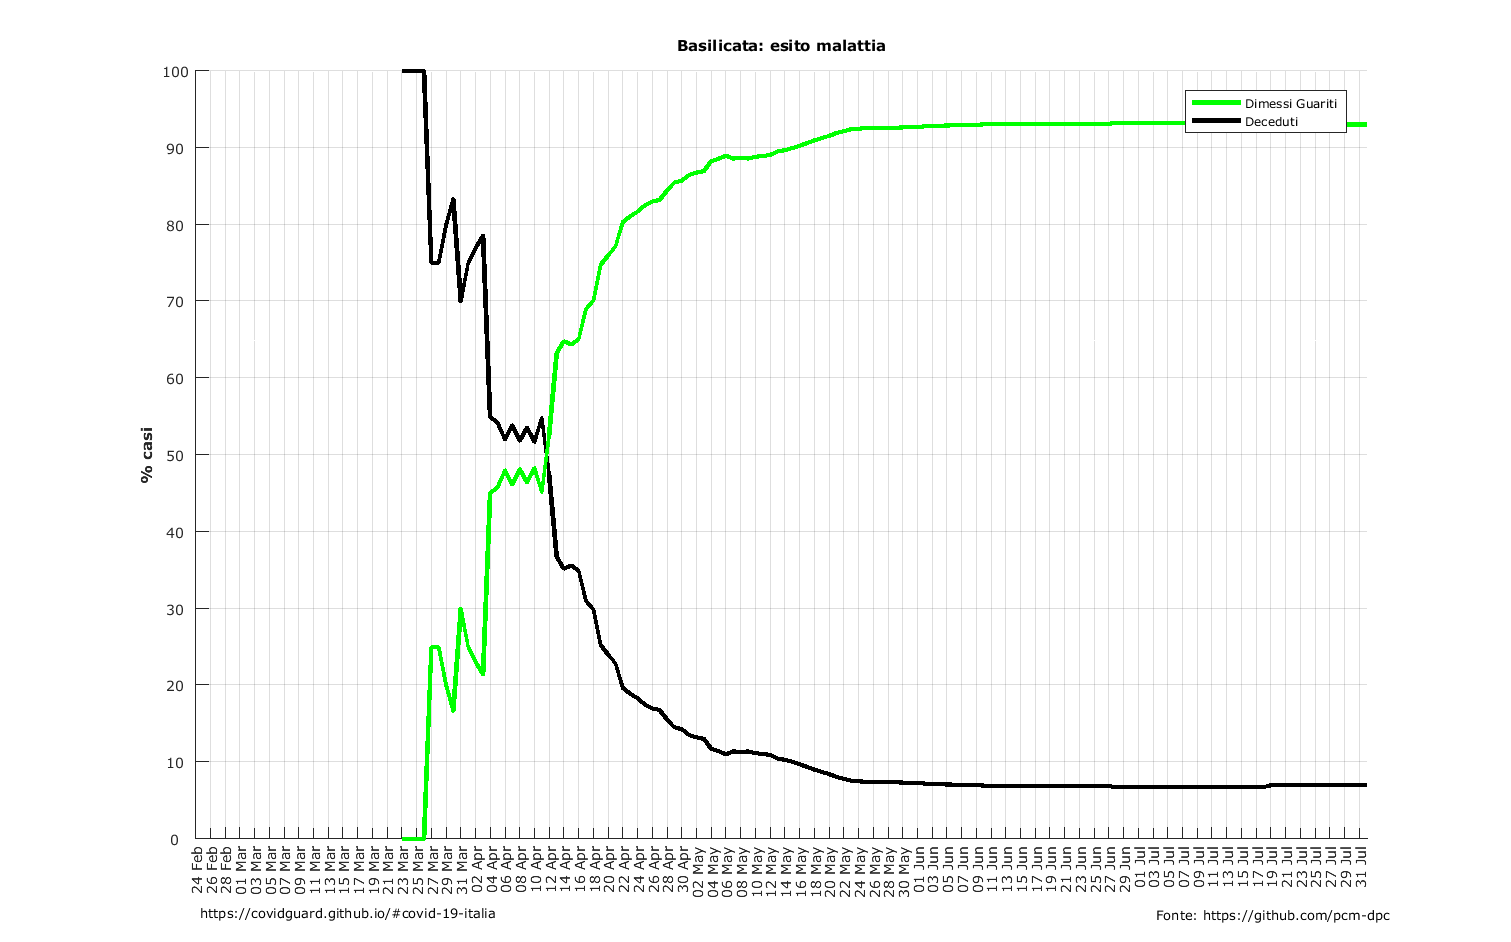 Basilicata: esito malattia
Dimessi Guariti
Deceduti
% casi
100
90
80
70
60
50
40
30
20
10
0
24 Feb
26 Feb
28 Feb
01 Mar
03 Mar
05 Mar
07 Mar
09 Mar
11 Mar
13 Mar
15 Mar
17 Mar
19 Mar
21 Mar
23 Mar
25 Mar
27 Mar
29 Mar
31 Mar
02 Apr
04 Apr
06 Apr
08 Apr
10 Apr
12 Apr
14 Apr
16 Apr
18 Apr
20 Apr
22 Apr
24 Apr
26 Apr
28 Apr
30 Apr
02 May
04 May
06 May
08 May
10 May
12 May
14 May
16 May
18 May
20 May
22 May
24 May
26 May
28 May
30 May
01 Jun
03 Jun
05 Jun
07 Jun
09 Jun
11 Jun
13 Jun
15 Jun
17 Jun
19 Jun
21 Jun
23 Jun
25 Jun
27 Jun
29 Jun
01 Jul
03 Jul
05 Jul
07 Jul
09 Jul
11 Jul
13 Jul
15 Jul
17 Jul
19 Jul
21 Jul
23 Jul
25 Jul
27 Jul
29 Jul
31 Jul
https://covidguard.github.io/#covid-19-italia
Fonte: https://github.com/pcm-dpc